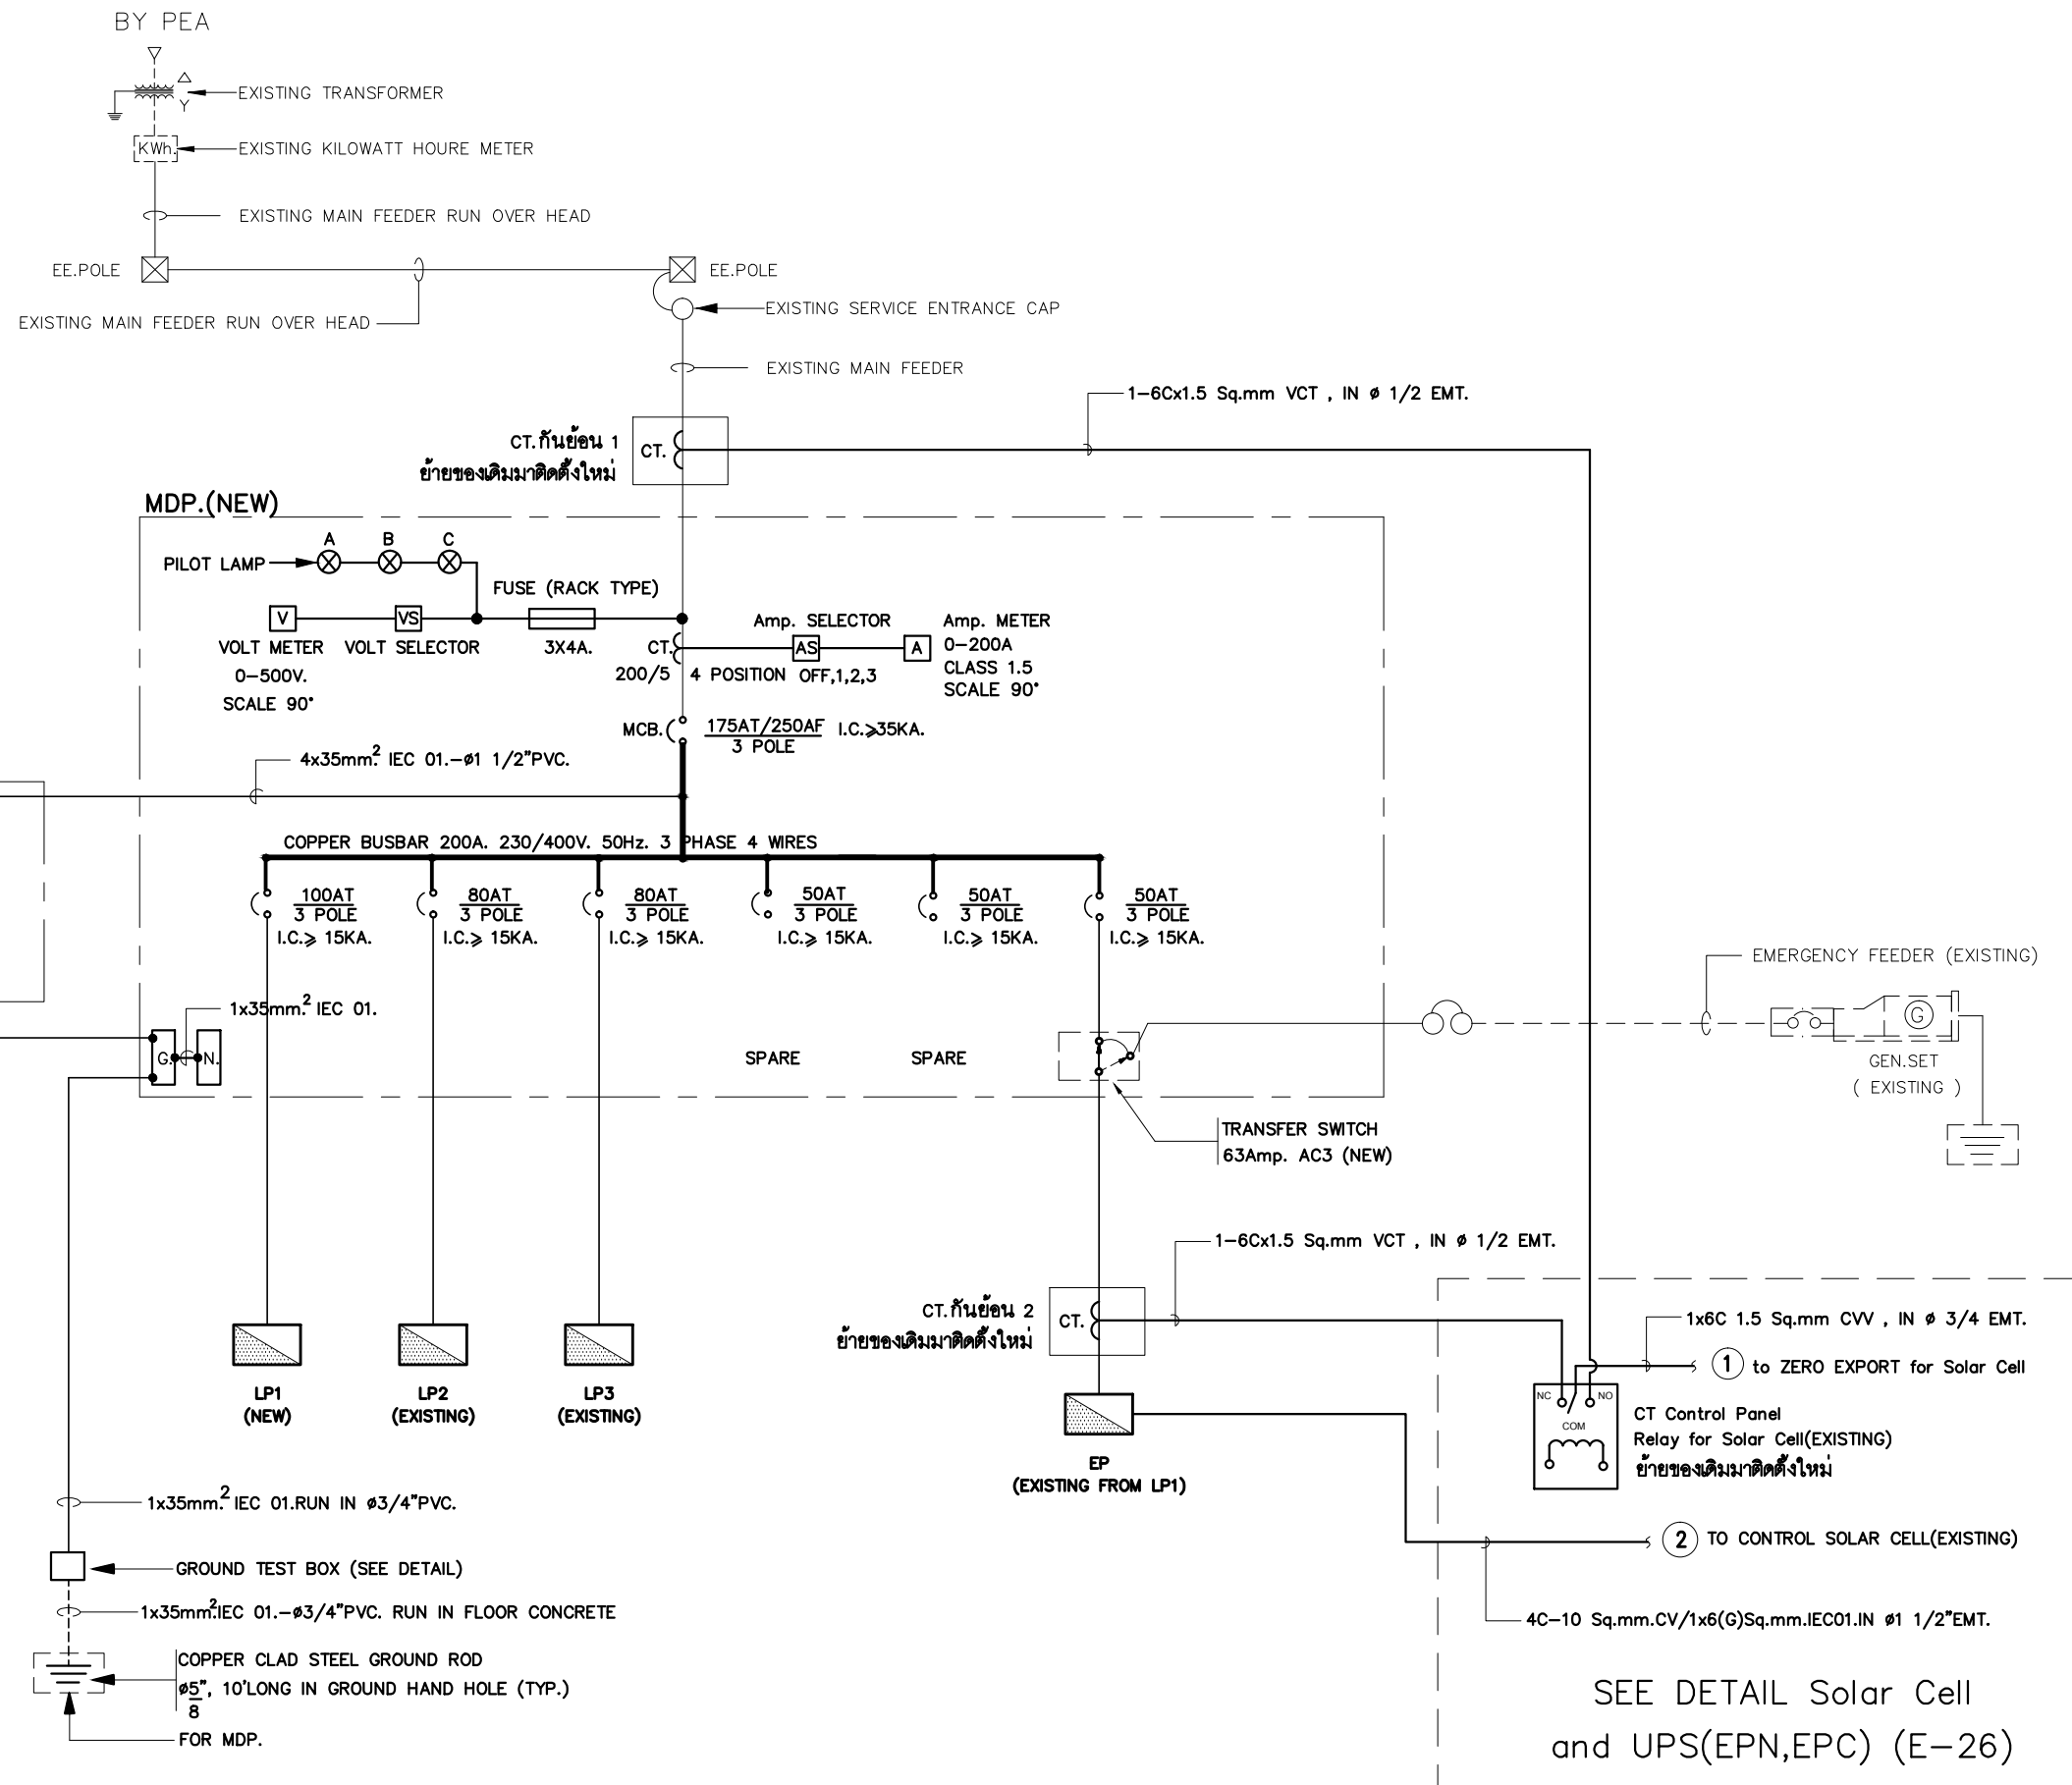 BY PEA
△
Y
EXISTING TRANSFORMER
KWh.
EXISTING KILOWATT HOURE METER
EXISTING MAIN FEEDER RUN OVER HEAD
EE.POLE
EE.POLE
EXISTING MAIN FEEDER RUN OVER HEAD
EXISTING SERVICE ENTRANCE CAP
EXISTING MAIN FEEDER
1-6Cx1.5 Sq.mm VCT , IN ø 1/2 EMT.
CT.กันย้อน 1
ย้ายของเดิมมาติดตั้งใหม่
CT.
MDP.(NEW)
A B C
PILOT LAMP
FUSE (RACK TYPE)
V
VS
VOLT METER
0-500V.
SCALE 90°
VOLT SELECTOR
3X4A.
CT.
200/5
Amp. SELECTOR
AS
4 POSITION OFF,1,2,3
A
Amp. METER
0-200A
CLASS 1.5
SCALE 90°
MCB.
175AT/250AF
3 POLE
I.C.⩾35KA.
4x35mm.² IEC 01.-ø1 1/2"PVC.
COPPER BUSBAR 200A. 230/400V. 50Hz. 3 PHASE 4 WIRES
100AT
3 POLE
I.C.⩾ 15KA.
80AT
3 POLE
I.C.⩾ 15KA.
80AT
3 POLE
I.C.⩾ 15KA.
50AT
3 POLE
I.C.⩾ 15KA.
50AT
3 POLE
I.C.⩾ 15KA.
50AT
3 POLE
I.C.⩾ 15KA.
EMERGENCY FEEDER (EXISTING)
G
GEN.SET
( EXISTING )
1x35mm.² IEC 01.
G.
N.
SPARE
SPARE
TRANSFER SWITCH
63Amp. AC3 (NEW)
1-6Cx1.5 Sq.mm VCT , IN ø 1/2 EMT.
CT.กันย้อน 2
ย้ายของเดิมมาติดตั้งใหม่
CT.
1x6C 1.5 Sq.mm CVV , IN ø 3/4 EMT.
1 to ZERO EXPORT for Solar Cell
NC
NO
COM
CT Control Panel
Relay for Solar Cell(EXISTING)
ย้ายของเดิมมาติดตั้งใหม่
LP1
(NEW)
LP2
(EXISTING)
LP3
(EXISTING)
EP
(EXISTING FROM LP1)
2 TO CONTROL SOLAR CELL(EXISTING)
4C-10 Sq.mm.CV/1x6(G)Sq.mm.IEC01.IN ø1 1/2"EMT.
1x35mm.² IEC 01.RUN IN ø3/4"PVC.
GROUND TEST BOX (SEE DETAIL)
1x35mm.²IEC 01.-ø3/4"PVC. RUN IN FLOOR CONCRETE
COPPER CLAD STEEL GROUND ROD
ø5/8", 10'LONG IN GROUND HAND HOLE (TYP.)
FOR MDP.
SEE DETAIL Solar Cell
and UPS(EPN,EPC) (E-26)